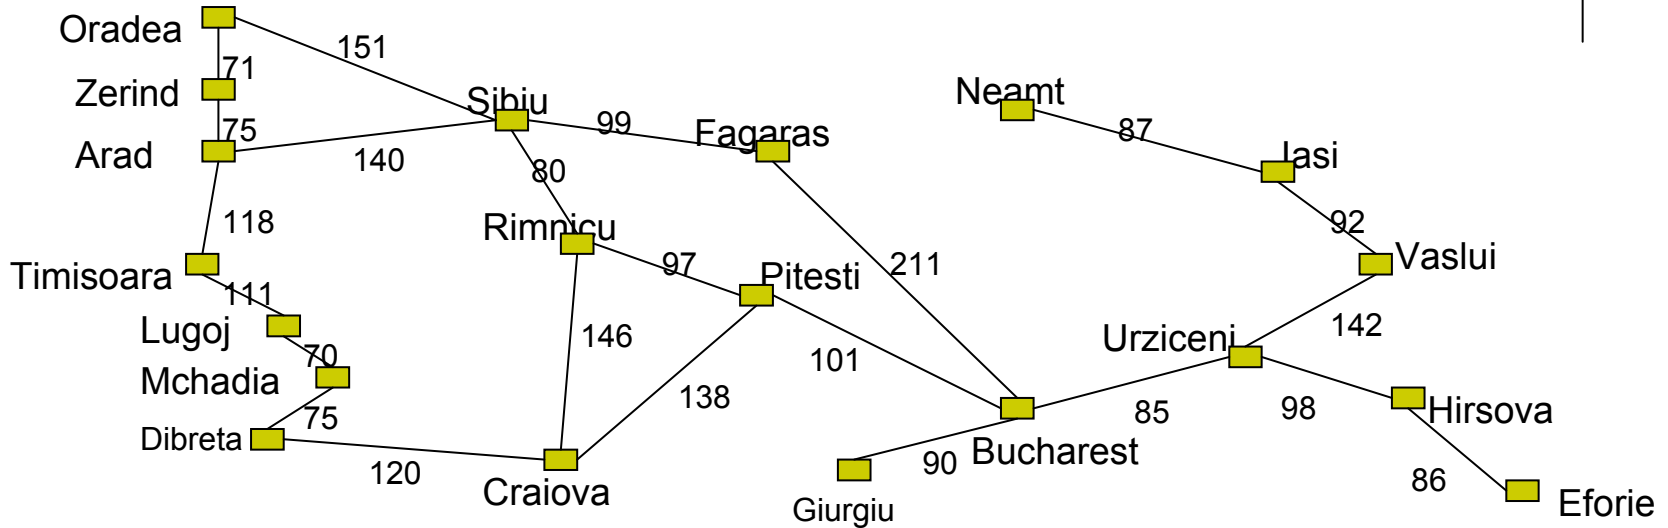 Oradea
151
71
Zerind
Sibiu
Neamt
75
99
Fagaras
87
Arad
140
80
Iasi
118
Rimnicu
92
97
Pitesti
211
Vaslui
Timisoara
111
Lugoj
146
Urziceni
142
70
101
Mchadia
138
75
85
98
Hirsova
Dibreta
120
90
Bucharest
Craiova
86
Giurgiu
Eforie